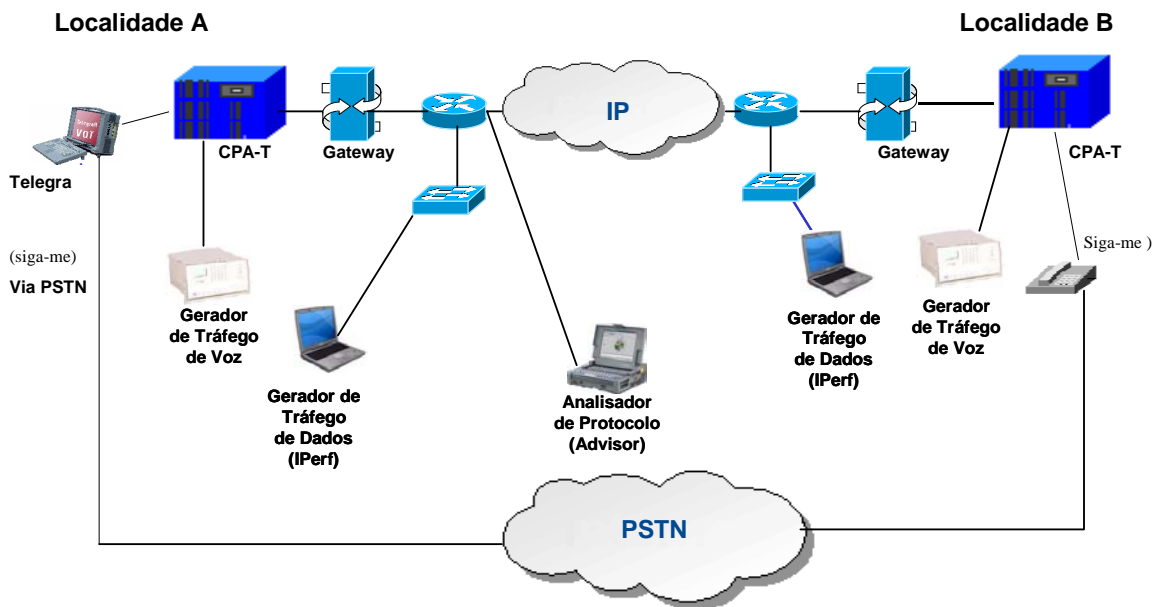 Localidade A
Localidade B
IP
CPA-T
Gateway
Gateway
CPA-T
VQT
Telegra
(siga-me)
Via PSTN
Siga-me )
Gerador
de Tráfego
de Voz
Gerador de
Tráfego
de Dados
(IPerf)
Analisador
de Protocolo
(Advisor)
Gerador de
Tráfego
de Dados
(IPerf)
Gerador
de Tráfego
de Voz
PSTN